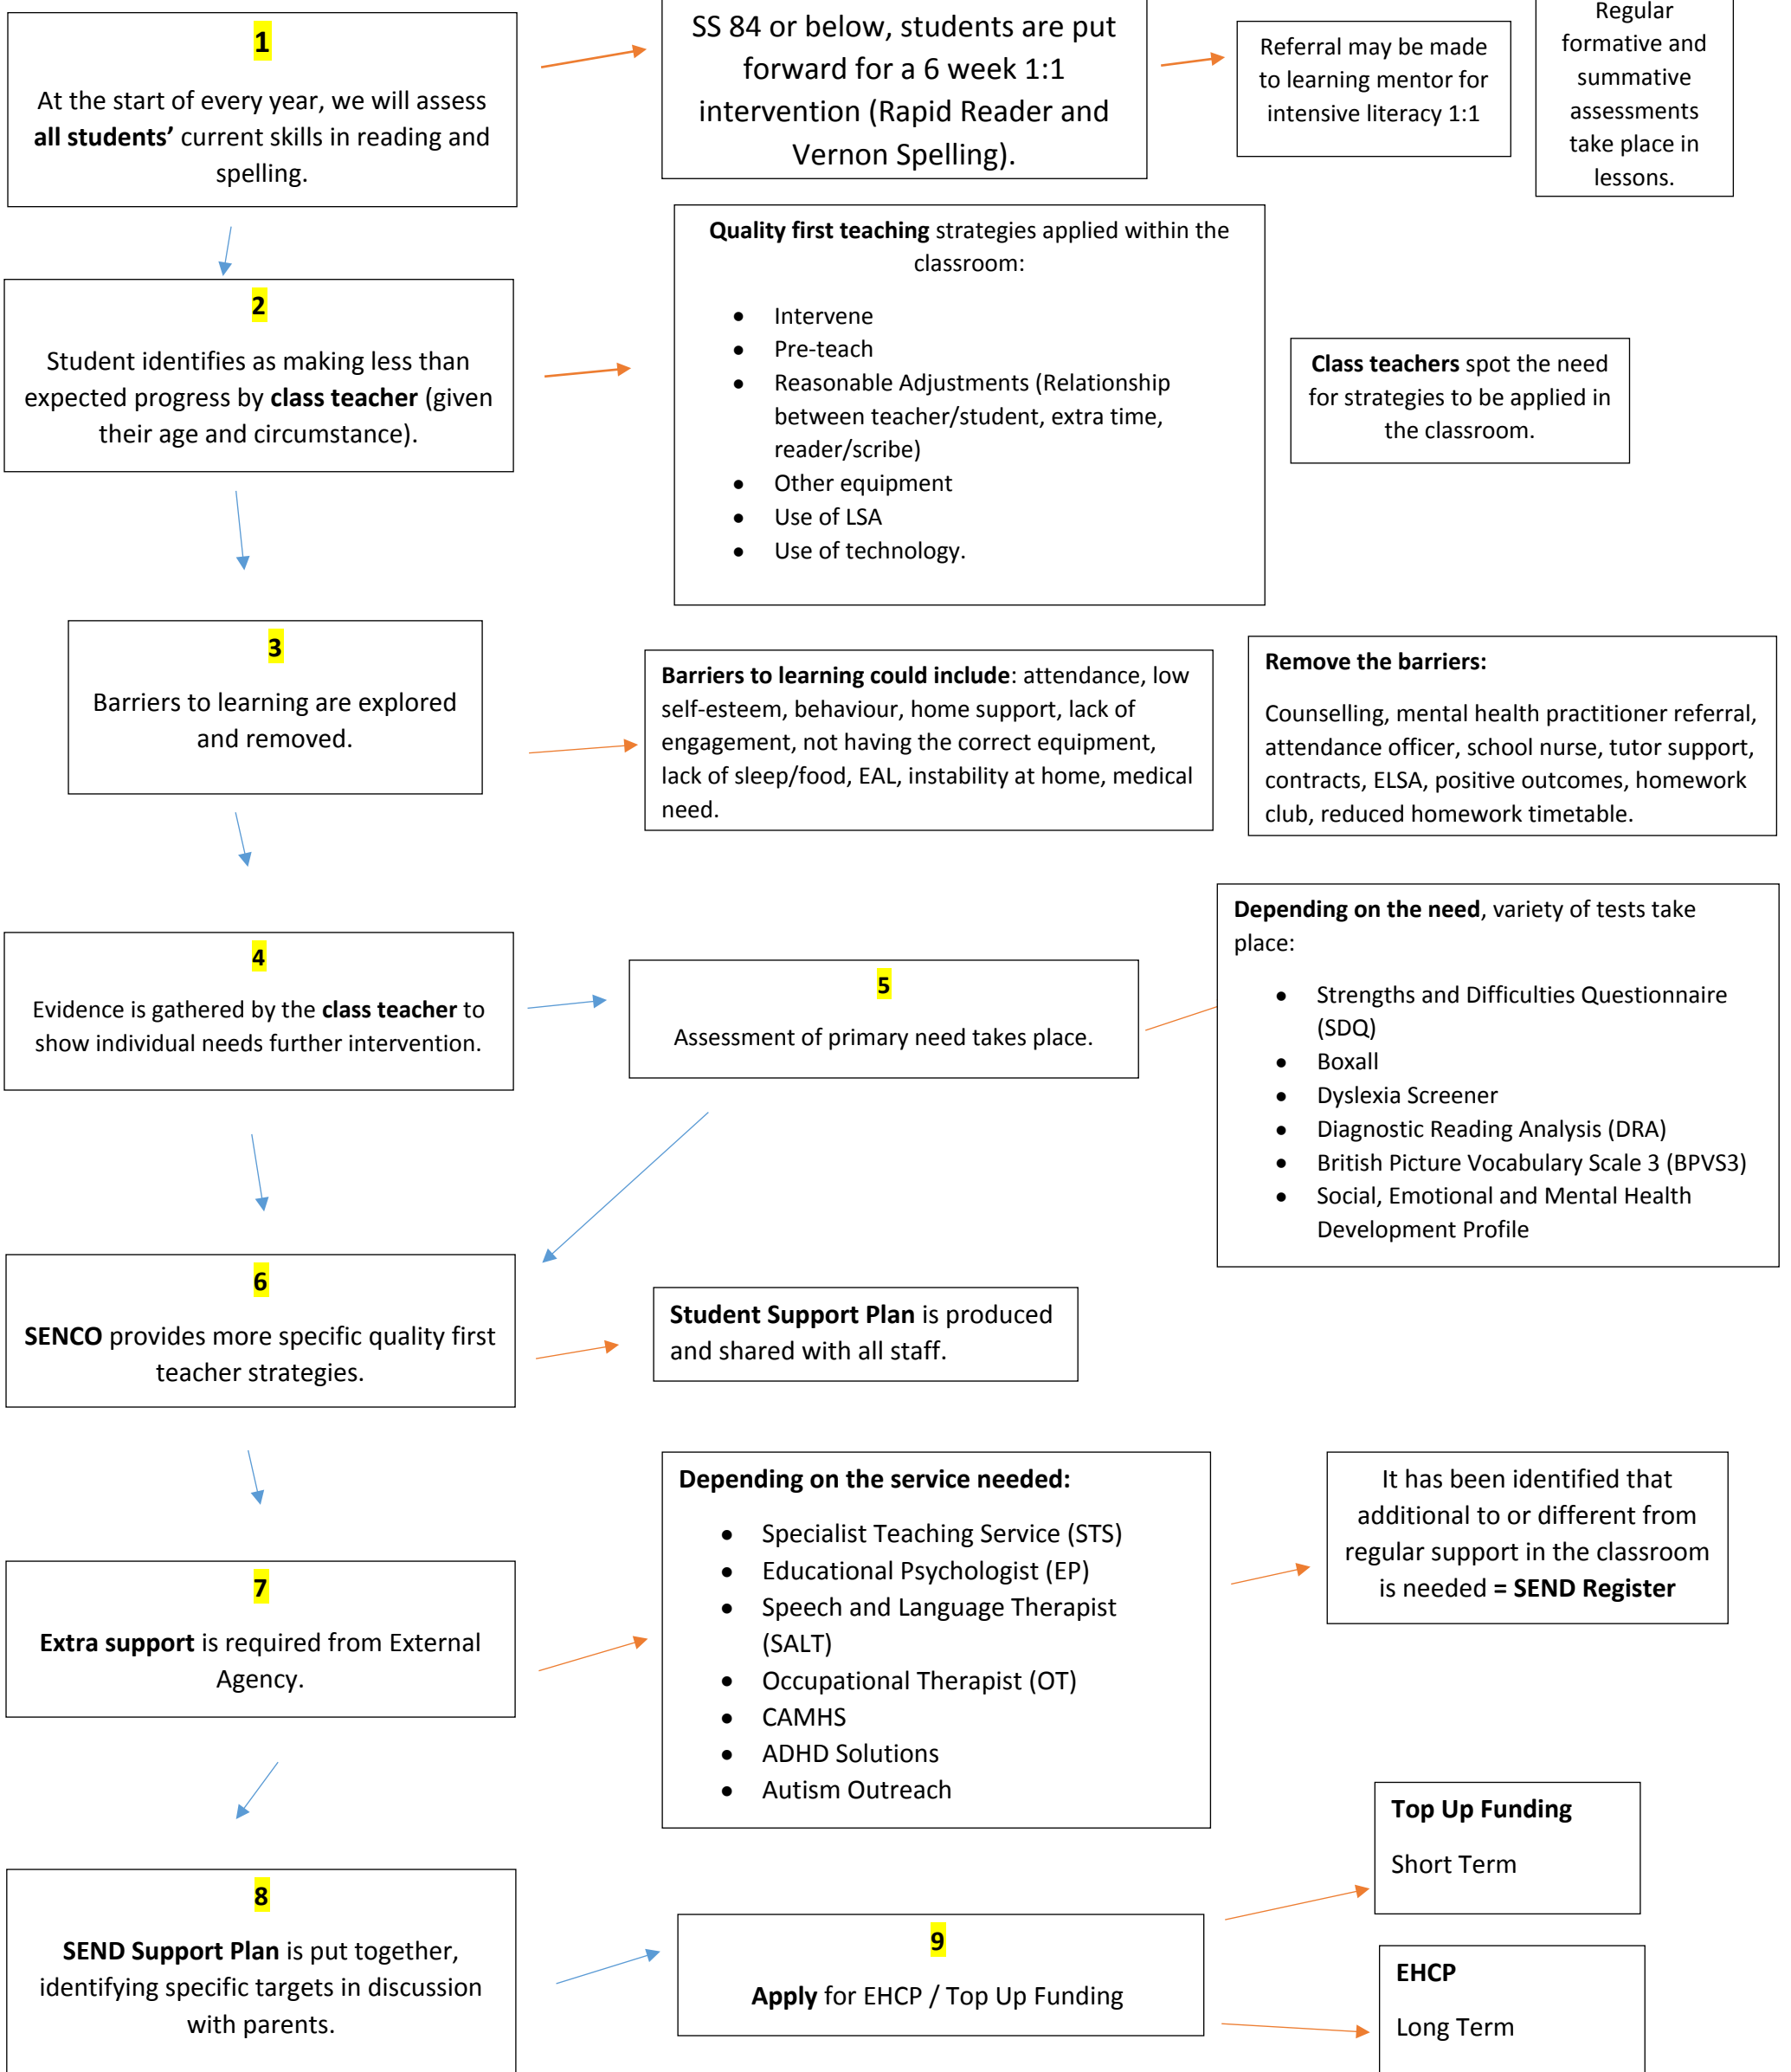 1
At the start of every year, we will assess
all students’ current skills in reading and
spelling.
SS 84 or below, students are put
forward for a 6 week 1:1
intervention (Rapid Reader and
Vernon Spelling).
Referral may be made
to learning mentor for
intensive literacy 1:1
Regular
formative and
summative
assessments
take place in
lessons.
2
Student identifies as making less than
expected progress by class teacher (given
their age and circumstance).
Quality first teaching strategies applied within the
classroom:
● Intervene
● Pre-teach
● Reasonable Adjustments (Relationship
between teacher/student, extra time,
reader/scribe)
● Other equipment
● Use of LSA
● Use of technology.
Class teachers spot the need
for strategies to be applied in
the classroom.
3
Barriers to learning are explored
and removed.
Barriers to learning could include: attendance, low
self-esteem, behaviour, home support, lack of
engagement, not having the correct equipment,
lack of sleep/food, EAL, instability at home, medical
need.
Remove the barriers:
Counselling, mental health practitioner referral,
attendance officer, school nurse, tutor support,
contracts, ELSA, positive outcomes, homework
club, reduced homework timetable.
4
Evidence is gathered by the class teacher to
show individual needs further intervention.
5
Assessment of primary need takes place.
Depending on the need, variety of tests take
place:
● Strengths and Difficulties Questionnaire
(SDQ)
● Boxall
● Dyslexia Screener
● Diagnostic Reading Analysis (DRA)
● British Picture Vocabulary Scale 3 (BPVS3)
● Social, Emotional and Mental Health
Development Profile
6
SENCO provides more specific quality first
teacher strategies.
Student Support Plan is produced
and shared with all staff.
7
Extra support is required from External
Agency.
Depending on the service needed:
● Specialist Teaching Service (STS)
● Educational Psychologist (EP)
● Speech and Language Therapist
(SALT)
● Occupational Therapist (OT)
● CAMHS
● ADHD Solutions
● Autism Outreach
It has been identified that
additional to or different from
regular support in the classroom
is needed = SEND Register
8
SEND Support Plan is put together,
identifying specific targets in discussion
with parents.
9
Apply for EHCP / Top Up Funding
Top Up Funding
Short Term
EHCP
Long Term